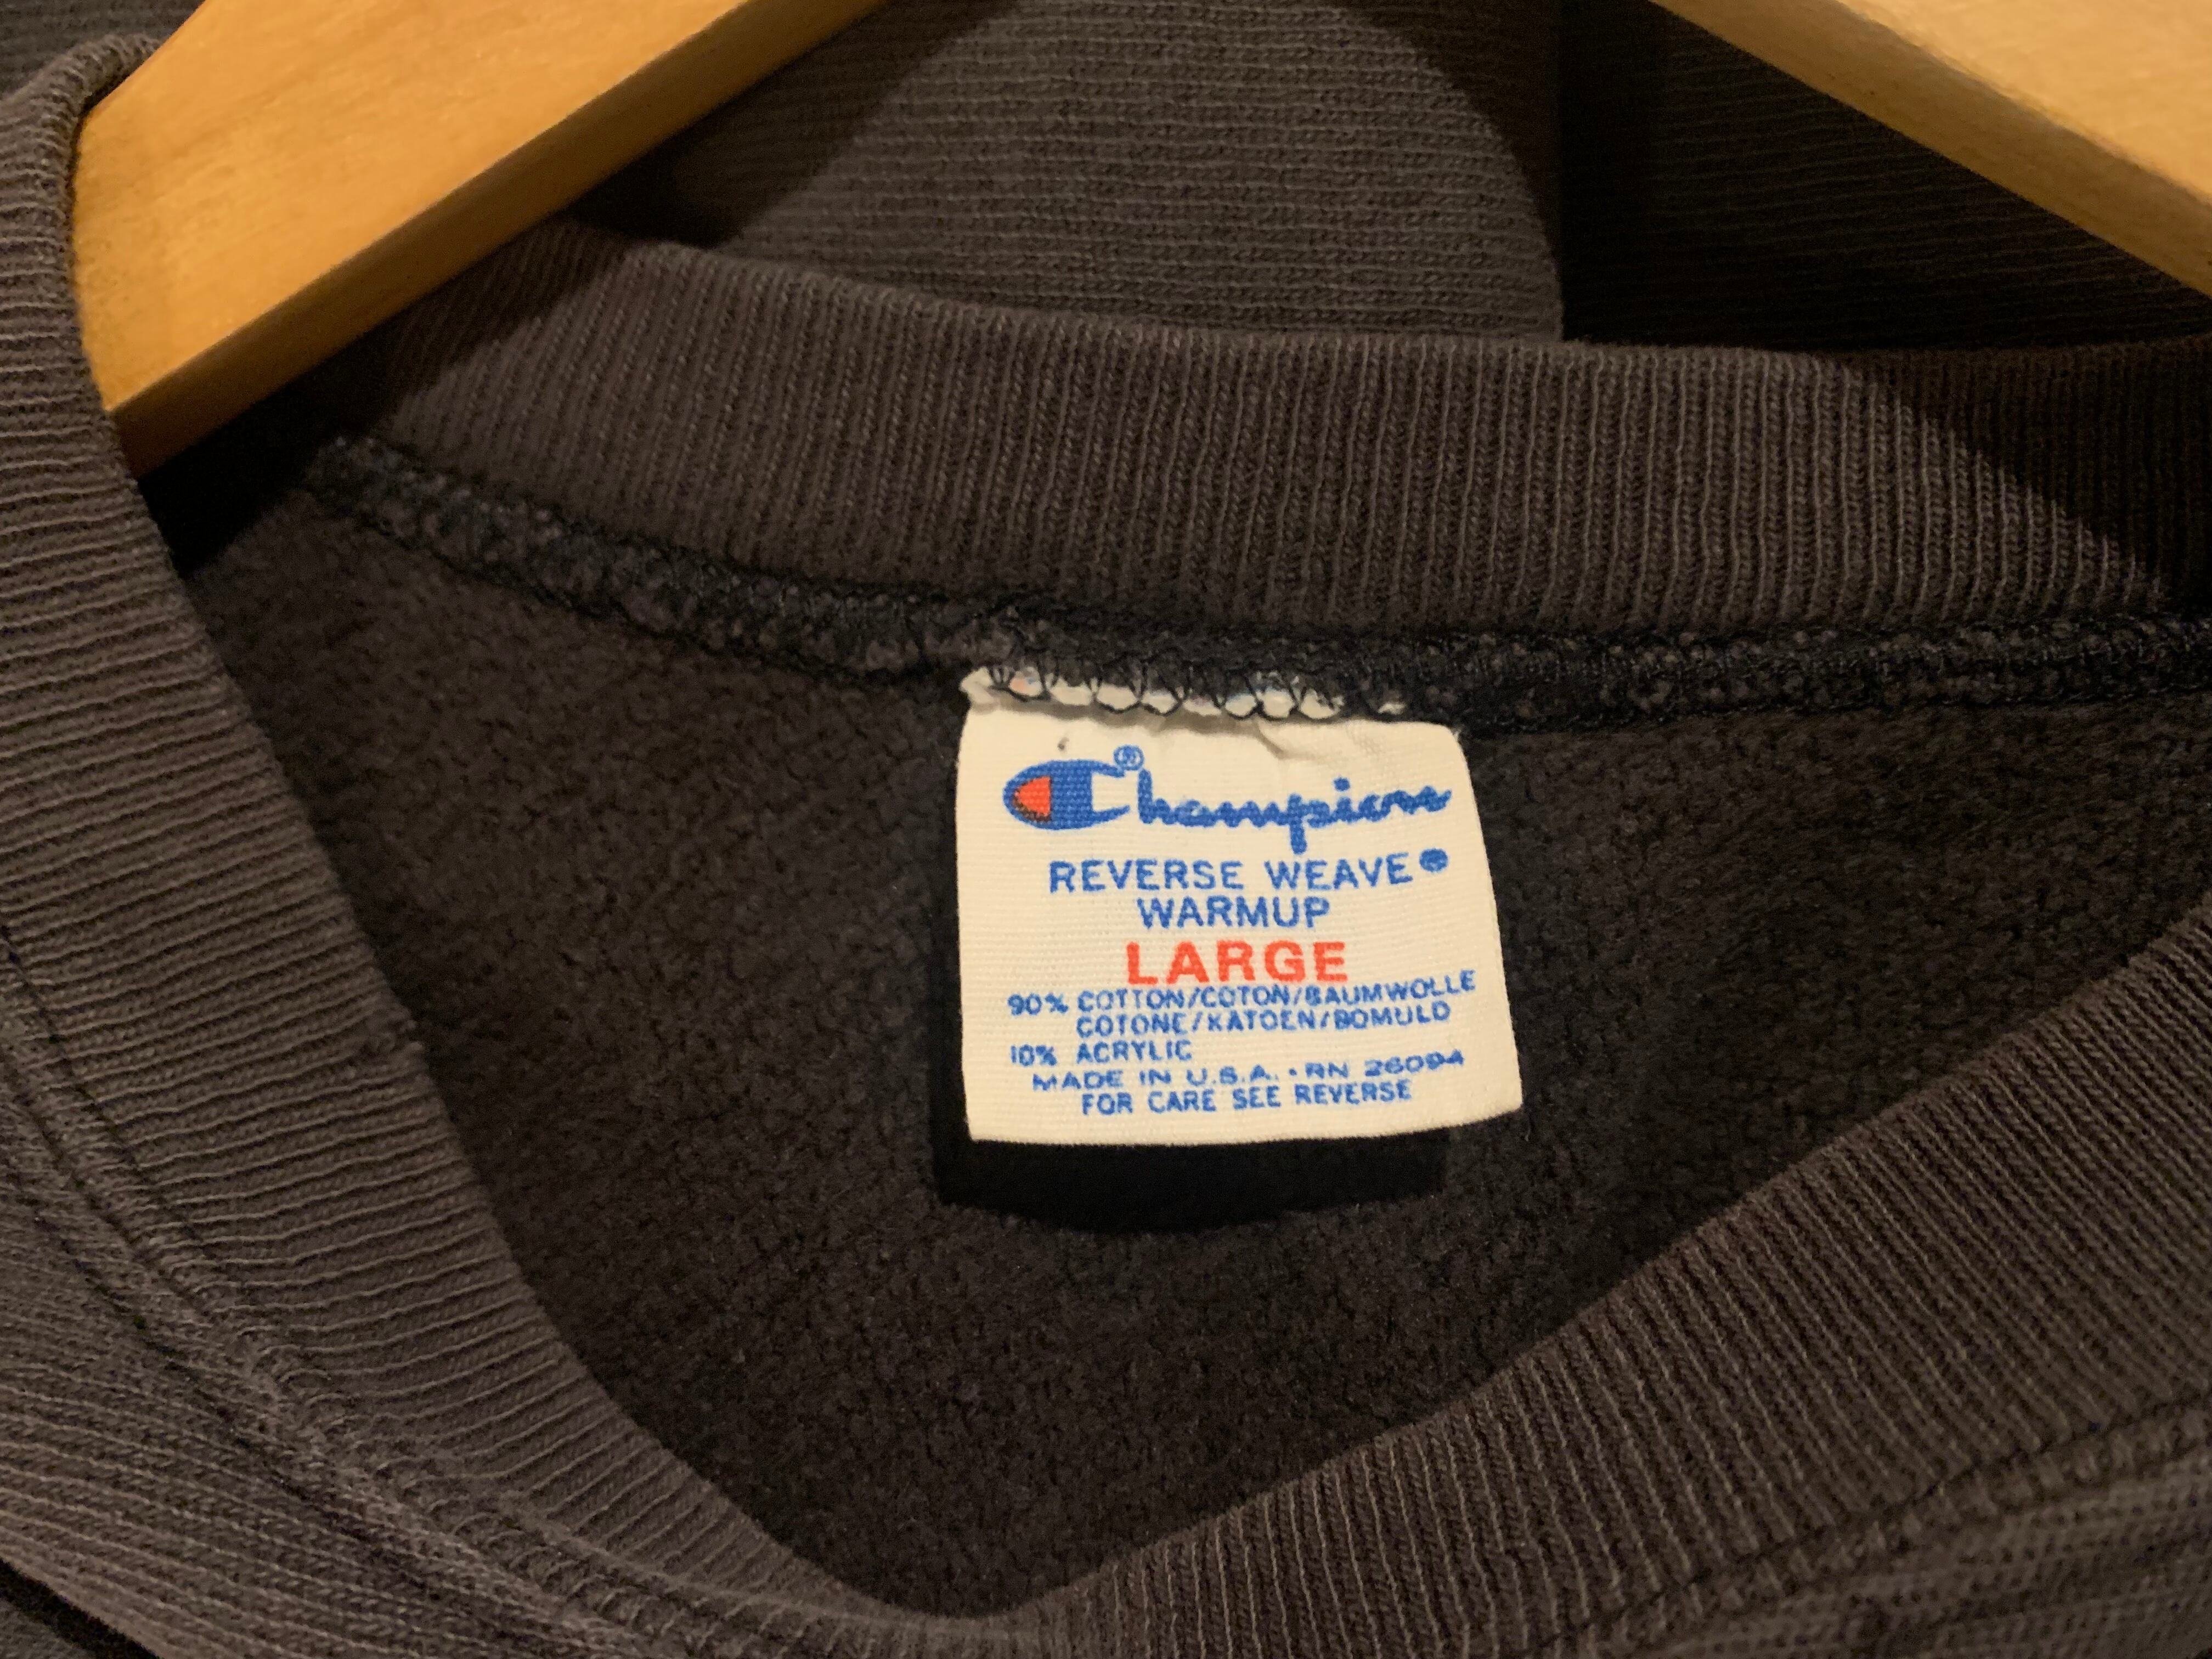 Champion®
REVERSE WEAVE®
WARMUP
LARGE
90% COTTON/COTON/BAUMWOLLE
COTONE/KATOEN/BOMULD
10% ACRYLIC
MADE IN U.S.A. • RN 26094
FOR CARE SEE REVERSE